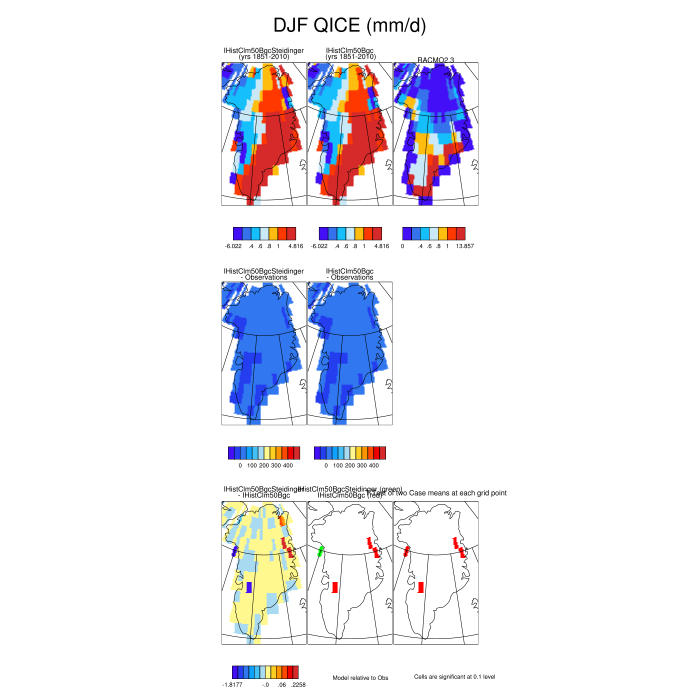 DJF QICE (mm/d)
IHistClm50BgcSteidinger
(yrs 1851-2010)
IHistClm50Bgc
(yrs 1851-2010)
RACMO2.3
-6.022 .4 .6 .8 1 4.816
-6.022 .4 .6 .8 1 4.816
0 .4 .6 .8 1 13.857
IHistClm50BgcSteidinger
- Observations
IHistClm50Bgc
- Observations
0 100 200 300 400
0 100 200 300 400
IHistClm50BgcSteidinger
- IHistClm50Bgc
IHistClm50BgcSteidinger (green)
IHistClm50Bgc (red)
of two Case means at each grid point
-1.8177 -.0 .06 .2258
Model relative to Obs
Cells are significant at 0.1 level